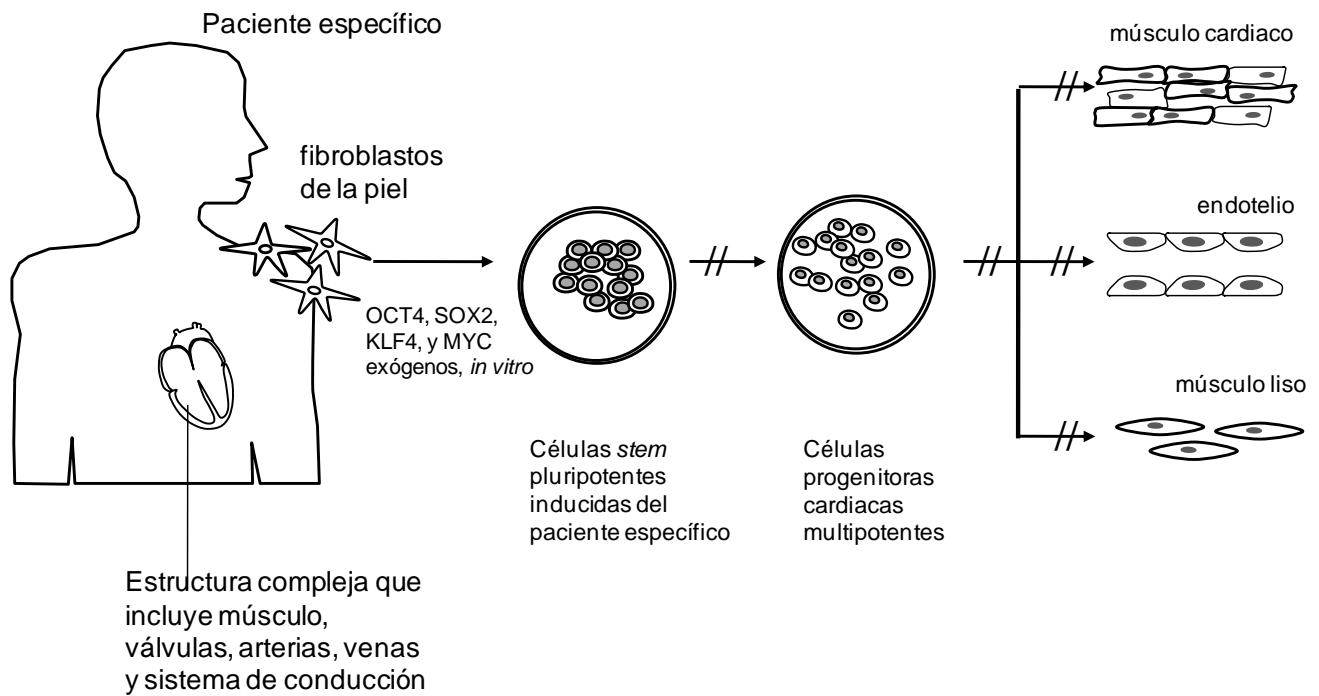 Paciente específico
fibroblastos
de la piel
OCT4, SOX2,
KLF4, y MYC
exógenos, in vitro
Células stem
pluripotentes
inducidas del
paciente específico
Células
progenitoras
cardiacas
multipotentes
músculo cardiaco
endotelio
músculo liso
Estructura compleja que
incluye músculo,
válvulas, arterias, venas
y sistema de conducción